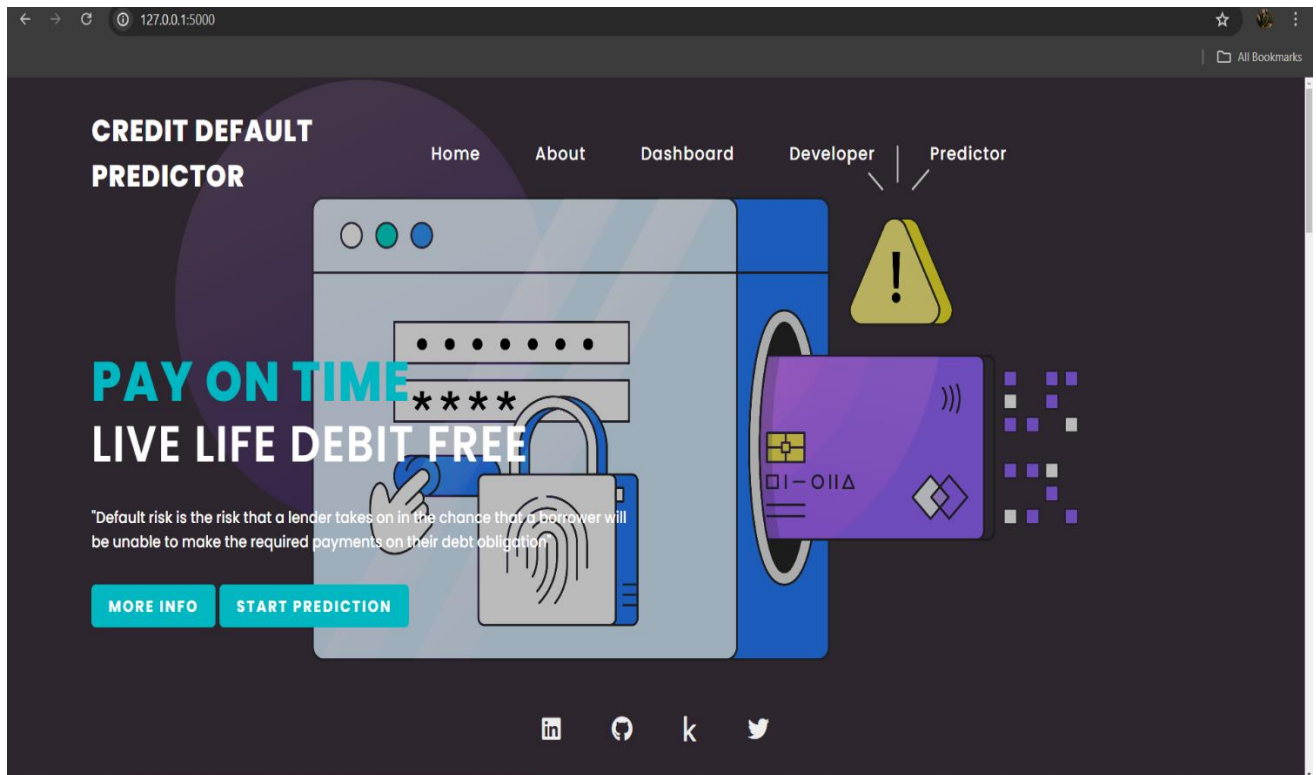 127.0.0.1:5000
All Bookmarks
CREDIT DEFAULT
PREDICTOR
Home About Dashboard Developer Predictor
PAY ON TIME
****
LIVE LIFE DEBIT FREE
"Default risk is the risk that a lender takes on in the chance that a borrower will
be unable to make the required payments on their debt obligation"
MORE INFO START PREDICTION
in k